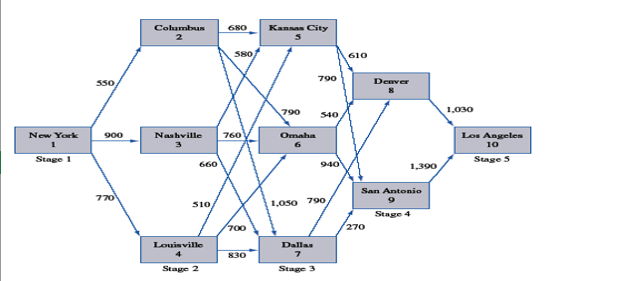 Columbus
2
680
Kansas City
5
580
610
550
790
Denver
8
790
540
1,030
New York
1
Stage 1
900
Nashville
3
760
Omaha
6
Los Angeles
10
Stage 5
660
940
1,390
770
510
1,050
790
San Antonio
9
Stage 4
700
270
Louisville
4
Stage 2
830
Dallas
7
Stage 3